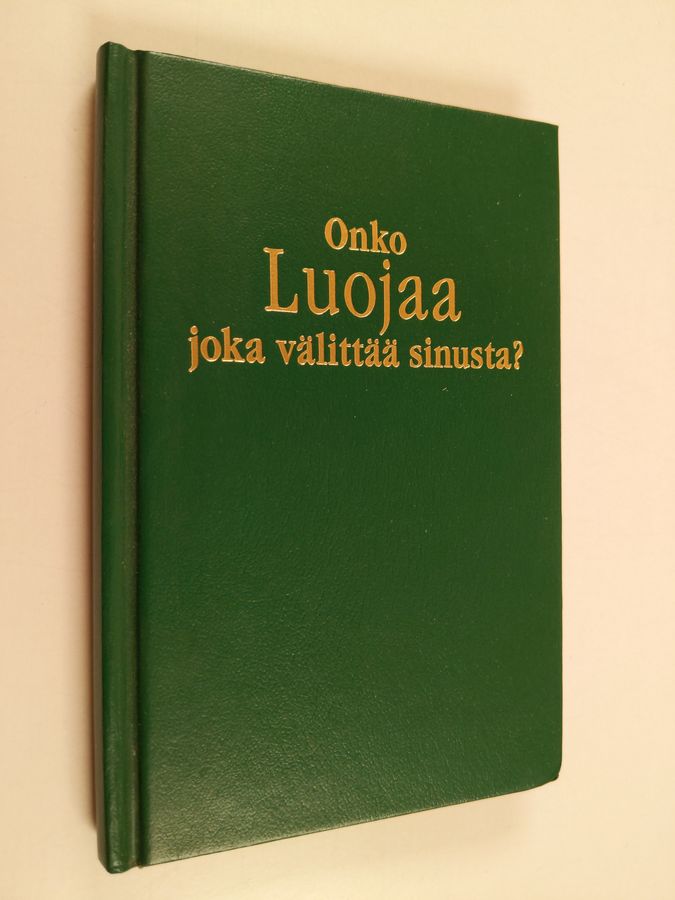 Onko
Luojaa
joka välittää sinusta?